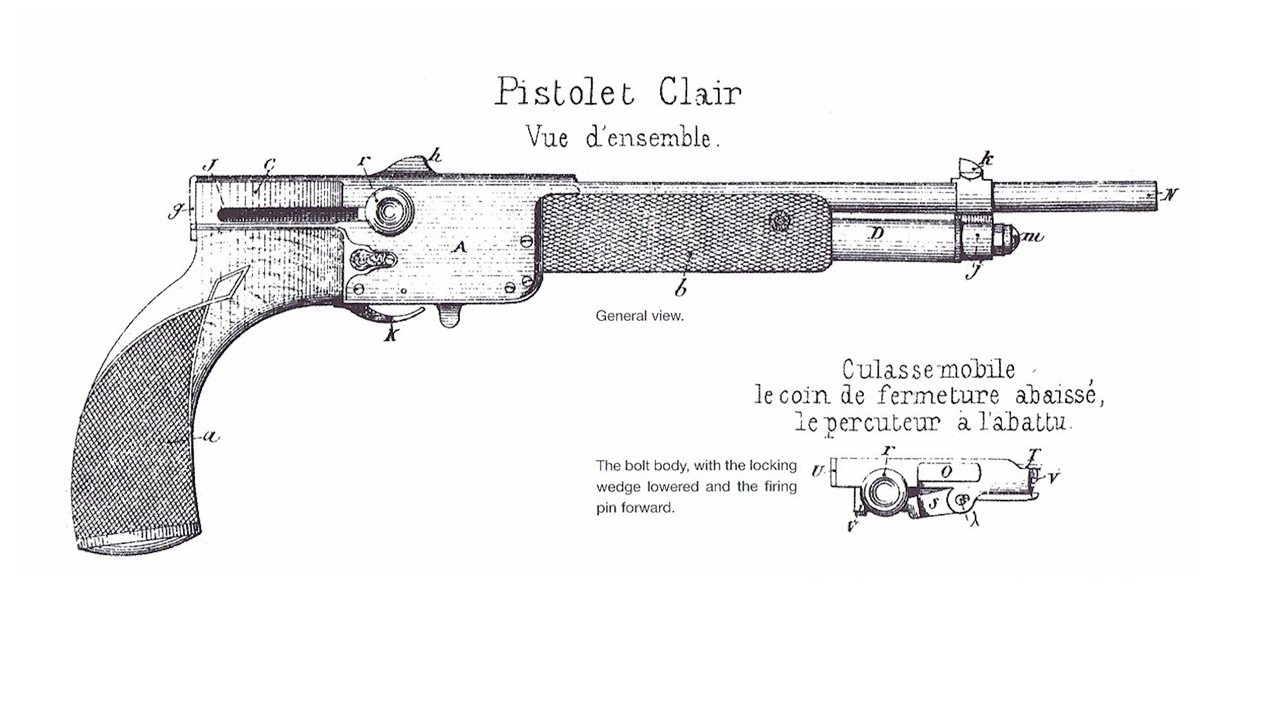 Pistolet Clair
Vue d'ensemble.
J C r h k
g N
A D m
b j
General view.
K
Culasse mobile
le coin de fermeture abaissé,
le percuteur à l'abattu.
a
r T
The bolt body, with the locking U O V
wedge lowered and the firing s
pin forward. v λ